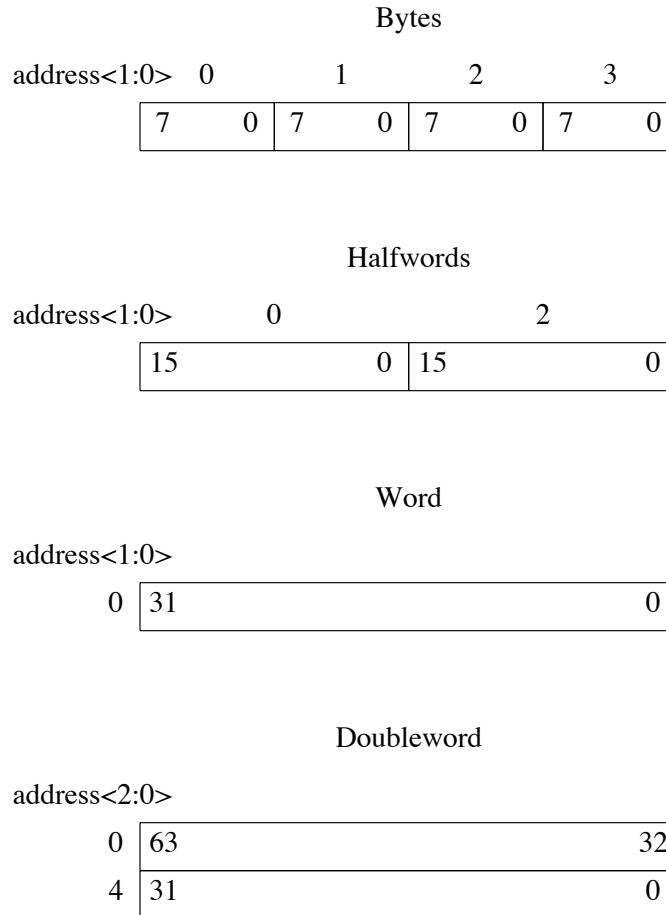 Bytes
address<1:0> 0 1 2 3
7 0 7 0 7 0 7 0
Halfwords
address<1:0> 0 2
15 0 15 0
Word
address<1:0>
0 31 0
Doubleword
address<2:0>
0 63 32
4 31 0